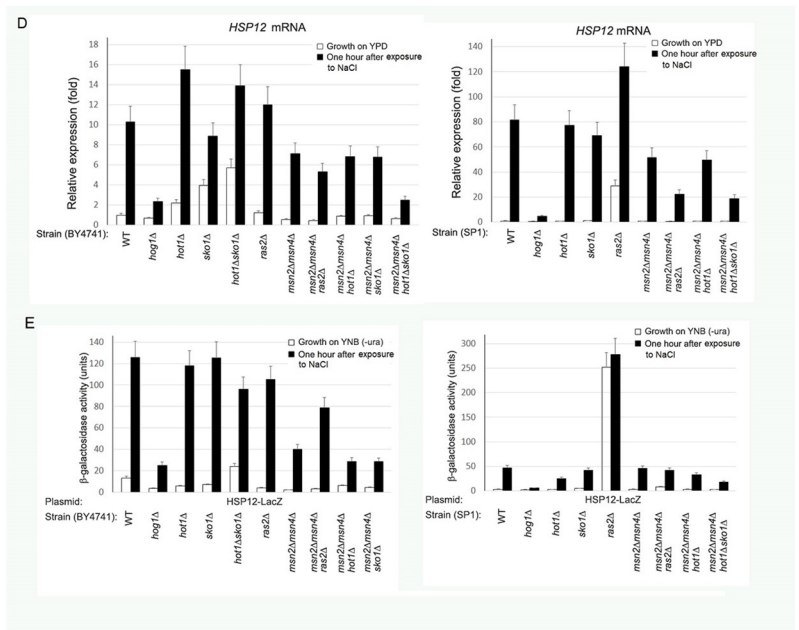 D
HSP12 mRNA
Relative expression (fold)
18
16
14
12
10
8
6
4
2
0
Growth on YPD
One hour after exposure
to NaCl
Strain (BY4741):
WT
hog1Δ
hot1Δ
sko1Δ
hot1Δsko1Δ
ras2Δ
msn2Δmsn4Δ
msn2Δmsn4Δ
ras2Δ
msn2Δmsn4Δ
hot1Δ
msn2Δmsn4Δ
sko1Δ
msn2Δmsn4Δ
hot1Δsko1Δ
HSP12 mRNA
Relative expression (fold)
140
120
100
80
60
40
20
0
Growth on YPD
One hour after exposure
to NaCl
Strain (SP1):
WT
hog1Δ
hot1Δ
sko1Δ
ras2Δ
msn2Δmsn4Δ
msn2Δmsn4Δ
ras2Δ
msn2Δmsn4Δ
hot1Δ
msn2Δmsn4Δ
hot1Δsko1Δ
E
β-galactosidase activity (units)
140
120
100
80
60
40
20
0
Growth on YNB (-ura)
One hour after exposure
to NaCl
Plasmid:
HSP12-LacZ
Strain (BY4741):
WT
hog1Δ
hot1Δ
sko1Δ
hot1Δsko1Δ
ras2Δ
msn2Δmsn4Δ
msn2Δmsn4Δ
ras2Δ
msn2Δmsn4Δ
hot1Δ
msn2Δmsn4Δ
sko1Δ
β-galactosidase activity (units)
300
250
200
150
100
50
0
Growth on YNB (-ura)
One hour after exposure
to NaCl
Plasmid:
HSP12-LacZ
Strain (SP1):
WT
hog1Δ
hot1Δ
sko1Δ
ras2Δ
msn2Δmsn4Δ
msn2Δmsn4Δ
ras2Δ
msn2Δmsn4Δ
hot1Δ
msn2Δmsn4Δ
hot1Δsko1Δ